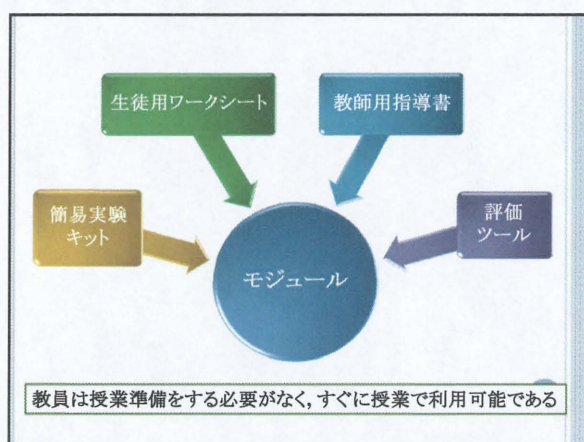 生徒用ワークシート
教師用指導書
簡易実験
キット
評価
ツール
モジュール
教員は授業準備をする必要がなく,すぐに授業で利用可能である